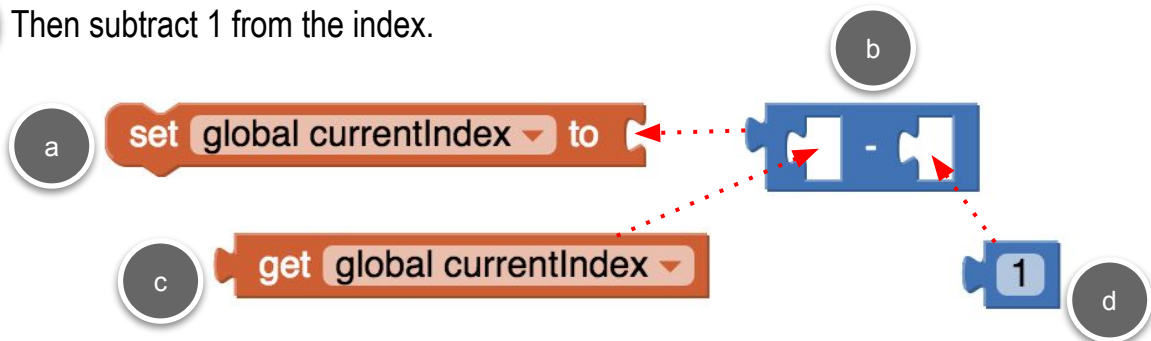 Then subtract 1 from the index.
b
a
set global currentIndex to
-
c
get global currentIndex
1
d